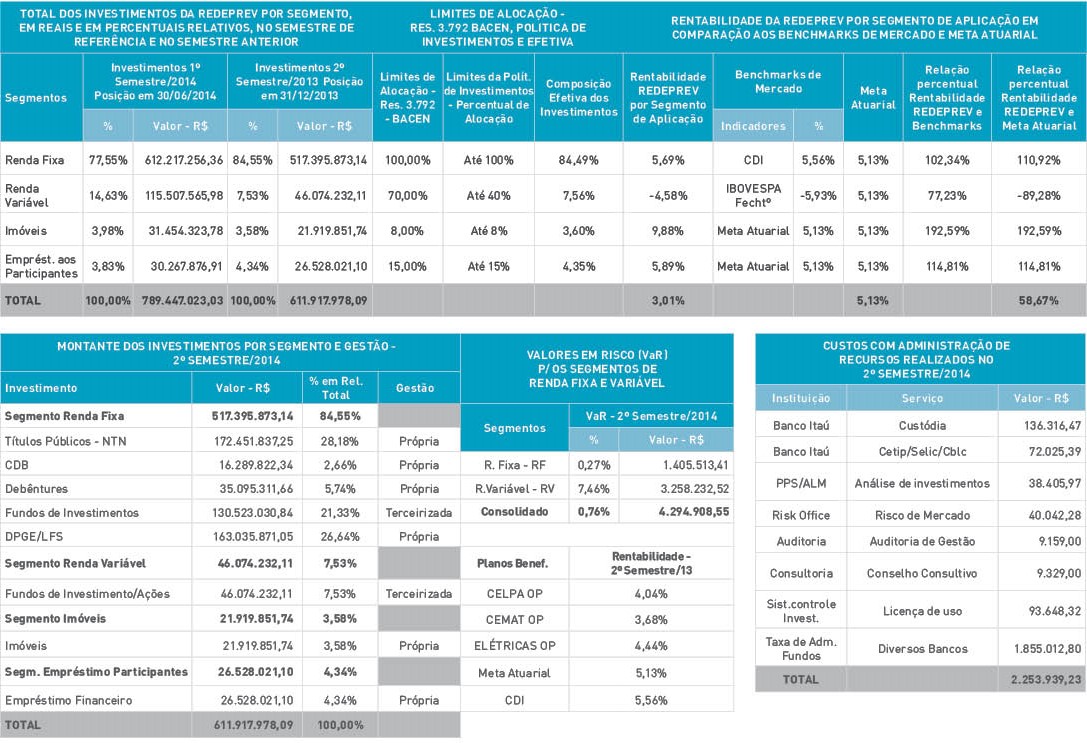 TOTAL DOS INVESTIMENTOS DA REDEPREV POR SEGMENTO,
EM REAIS E EM PERCENTUAIS RELATIVOS, NO SEMESTRE DE
REFERÊNCIA E NO SEMESTRE ANTERIOR
LIMITES DE ALOCAÇÃO -
RES. 3.792 BACEN, POLÍTICA DE
INVESTIMENTOS E EFETIVA
RENTABILIDADE DA REDEPREV POR SEGMENTO DE APLICAÇÃO EM
COMPARAÇÃO AOS BENCHMARKS DE MERCADO E META ATUARIAL
Segmentos
Investimentos 1º
Semestre/2014
Posição em 30/06/2014
Investimentos 2º
Semestre/2013 Posição
em 31/12/2013
Limites de
Alocação -
Res. 3.792
- BACEN
Limites da Polít.
de Investimentos
- Percentual de
Alocação
Composição
Efetiva dos
Investimentos
Rentabilidade
REDEPREV
por Segmento
de Aplicação
Benchmarks de
Mercado
Meta
Atuarial
Relação
percentual
Rentabilidade
REDEPREV e
Benchmarks
Relação
percentual
Rentabilidade
REDEPREV e
Meta Atuarial
% Valor - R$ % Valor - R$ Indicadores %
Renda Fixa 77,55% 612.217.256,36 84,55% 517.395.873,14 100,00% Até 100% 84,49% 5,69% CDI 5,56% 5,13% 102,34% 110,92%
Renda
Variável 14,63% 115.507.565,98 7,53% 46.074.232,11 70,00% Até 40% 7,56% -4,58% IBOVESPA
Fechtº -5,93% 5,13% 77,23% -89,28%
Imóveis 3,98% 31.454.323,78 3,58% 21.919.851,74 8,00% Até 8% 3,60% 9,88% Meta Atuarial 5,13% 5,13% 192,59% 192,59%
Emprést. aos
Participantes 3,83% 30.267.876,91 4,34% 26.528.021,10 15,00% Até 15% 4,35% 5,89% Meta Atuarial 5,13% 5,13% 114,81% 114,81%
TOTAL 100,00% 789.447.023,03 100,00% 611.917.978,09 3,01% 5,13% 58,67%
MONTANTE DOS INVESTIMENTOS POR SEGMENTO E GESTÃO -
2º SEMESTRE/2014
Investimento Valor - R$ % em Rel.
Total Gestão
Segmento Renda Fixa 517.395.873,14 84,55%
Títulos Públicos - NTN 172.451.837,25 28,18% Própria
CDB 16.289.822,34 2,66% Própria
Debêntures 35.095.311,66 5,74% Própria
Fundos de Investimentos 130.523.030,84 21,33% Terceirizada
DPGE/LFS 163.035.871,05 26,64% Própria
Segmento Renda Variável 46.074.232,11 7,53%
Fundos de Investimento/Ações 46.074.232,11 7,53% Terceirizada
Segmento Imóveis 21.919.851,74 3,58%
Imóveis 21.919.851,74 3,58% Própria
Segm. Empréstimo Participantes 26.528.021,10 4,34%
Empréstimo Financeiro 26.528.021,10 4,34% Própria
TOTAL 611.917.978,09 100,00%
VALORES EM RISCO (VaR)
P/ OS SEGMENTOS DE
RENDA FIXA E VARIÁVEL
Segmentos
VaR - 2º Semestre/2014
% Valor - R$
R. Fixa - RF 0,27% 1.405.513,41
R.Variável - RV 7,46% 3.258.232,52
Consolidado 0,76% 4.294.908,55
Planos Benef. Rentabilidade -
2º Semestre/13
CELPA OP 4,04%
CEMAT OP 3,68%
ELÉTRICAS OP 4,44%
Meta Atuarial 5,13%
CDI 5,56%
CUSTOS COM ADMINISTRAÇÃO DE
RECURSOS REALIZADOS NO
2º SEMESTRE/2014
Instituição Serviço Valor - R$
Banco Itaú Custódia 136.316,47
Banco Itaú Cetip/Selic/Cblc 72.025,39
PPS/ALM Análise de investimentos 38.405,97
Risk Office Risco de Mercado 40.042,28
Auditoria Auditoria de Gestão 9.159,00
Consultoria Conselho Consultivo 9.329,00
Sist.controle
Invest. Licença de uso 93.648,32
Taxa de Adm.
Fundos Diversos Bancos 1.855.012,80
TOTAL 2.253.939,23